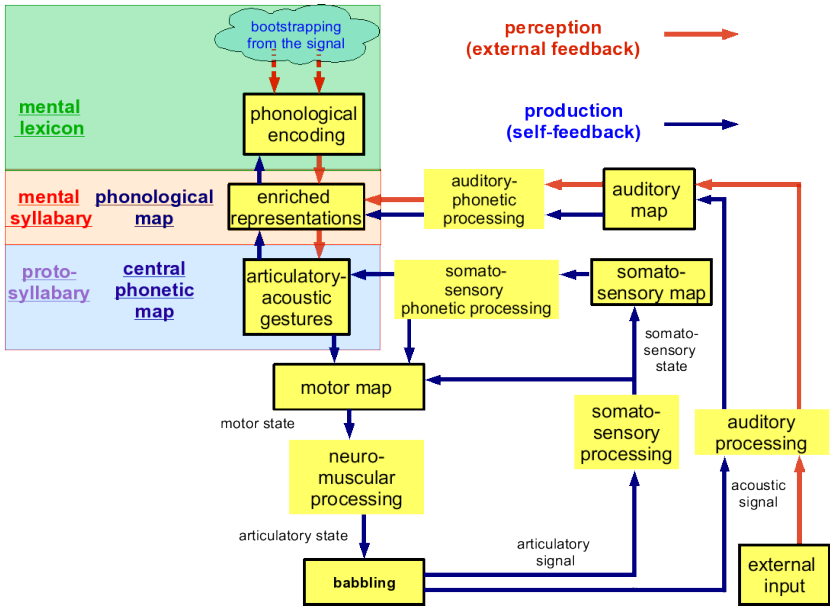 bootstrapping
from the signal
perception
(external feedback)
production
(self-feedback)
mental
lexicon
phonological
encoding
mental
syllabary
phonological
map
enriched
representations
auditory-
phonetic
processing
auditory
map
proto-
syllabary
central
phonetic
map
articulatory-
acoustic
gestures
somato-
sensory
phonetic processing
somato-
sensory map
somato-
sensory
state
motor map
motor state
neuro-
muscular
processing
somato-
sensory
processing
auditory
processing
acoustic
signal
articulatory state
articulatory
signal
babbling
external
input